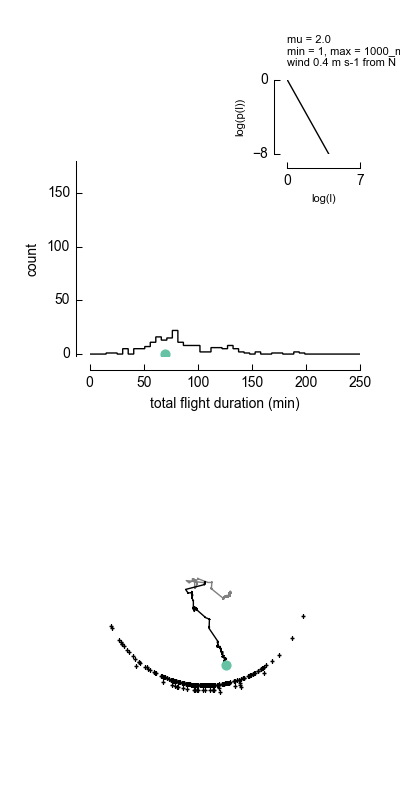 mu = 2.0
min = 1, max = 1000_m
wind 0.4 m s-1 from N
log(p(l))
0
−8
0
7
log(l)
count
150
100
50
0
0
50
100
150
200
250
total flight duration (min)